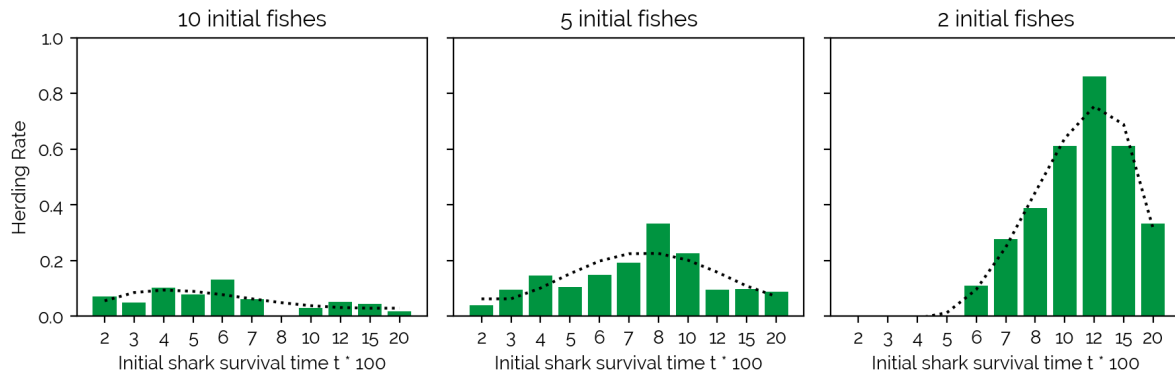 10 initial fishes
5 initial fishes
2 initial fishes
Herding Rate
1.0
0.8
0.6
0.4
0.2
0.0
2 3 4 5 6 7 8 10 12 15 20
2 3 4 5 6 7 8 10 12 15 20
2 3 4 5 6 7 8 10 12 15 20
Initial shark survival time t * 100
Initial shark survival time t * 100
Initial shark survival time t * 100